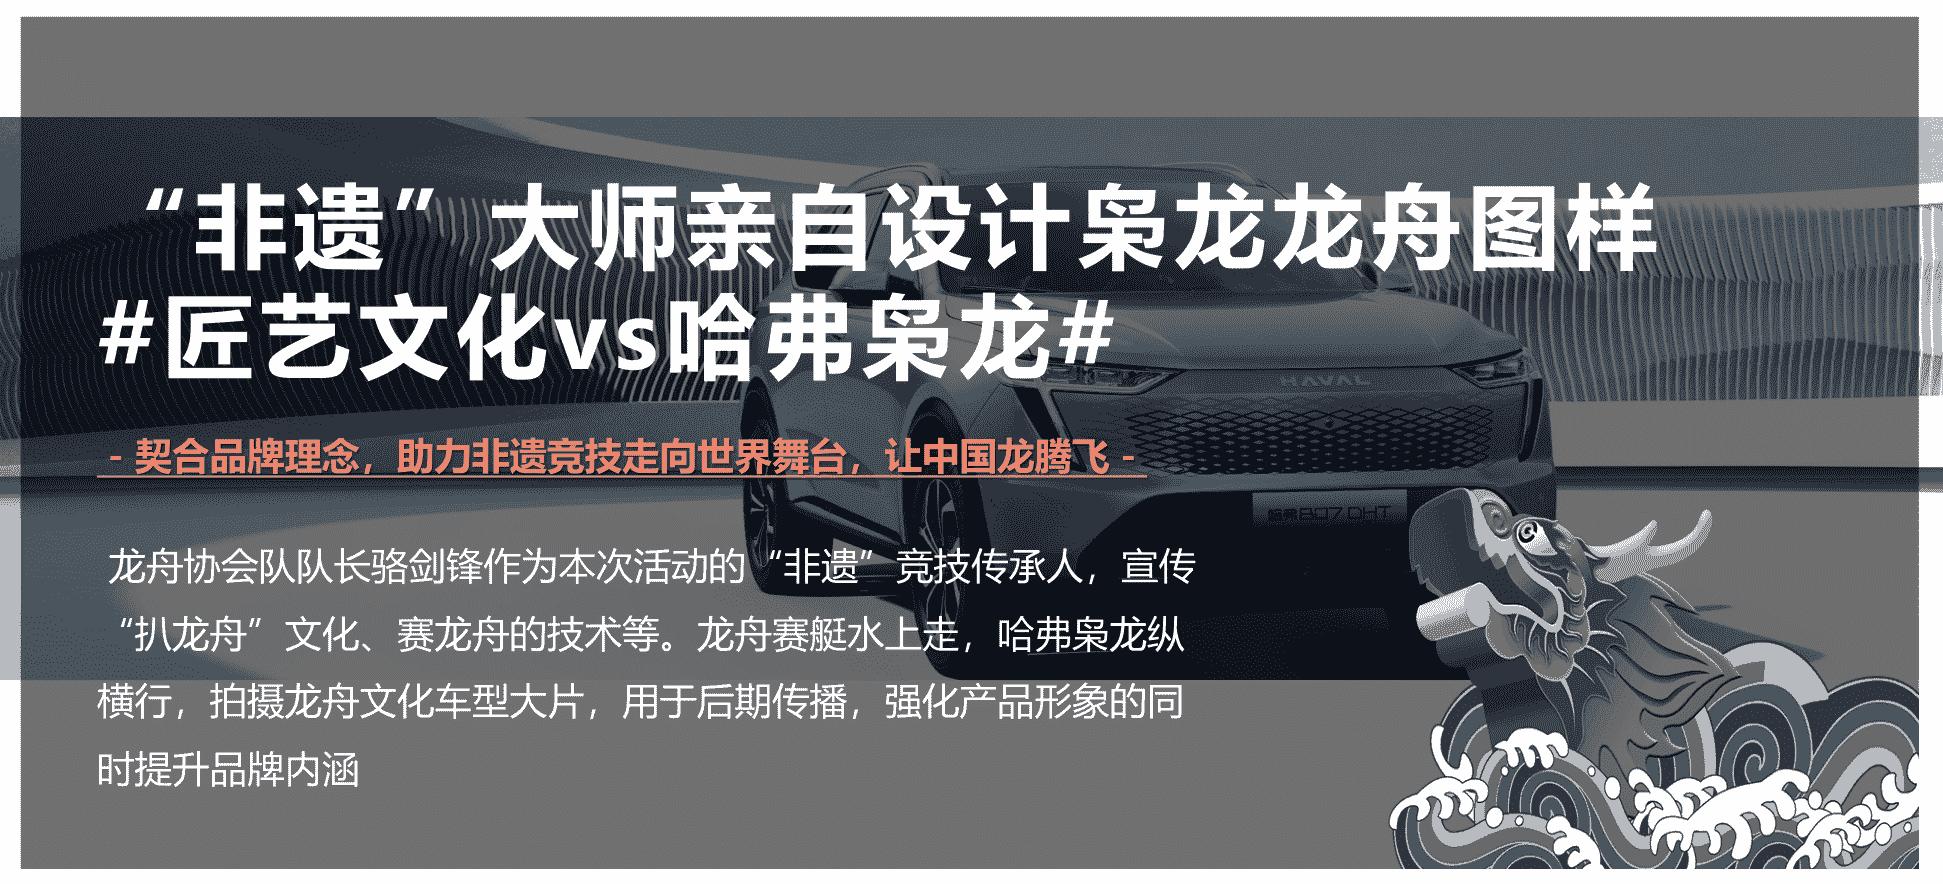 “非遗”大师亲自设计枭龙龙舟图样
#匠艺文化vs哈弗枭龙#
- 契合品牌理念，助力非遗竞技走向世界舞台，让中国龙腾飞 -
龙舟协会队队长骆剑锋作为本次活动的“非遗”竞技传承人，宣传
“扒龙舟”文化、赛龙舟的技术等。龙舟赛艇水上走，哈弗枭龙纵
横行，拍摄龙舟文化车型大片，用于后期传播，强化产品形象的同
时提升品牌内涵
HAVAL